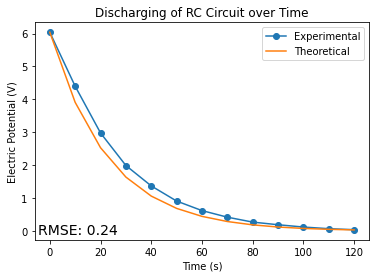 Discharging of RC Circuit over Time
Experimental
Theoretical
Electric Potential (V)
6
5
4
3
2
1
0
RMSE: 0.24
0 20 40 60 80 100 120
Time (s)